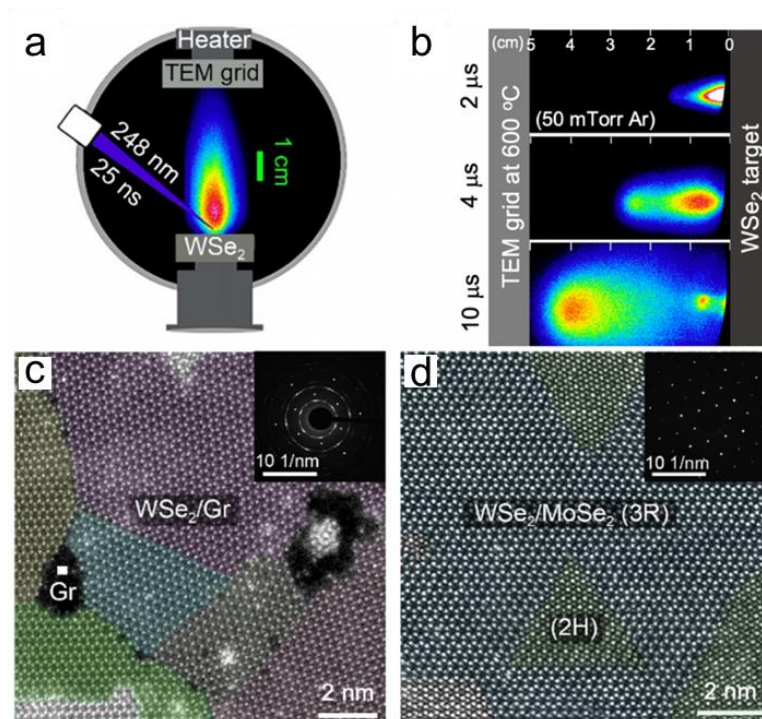 a
Heater
TEM grid
248 nm
25 ns
1 cm
WSe₂
b
(cm) 5 4 3 2 1 0
2 μs
4 μs
10 μs
TEM grid at 600 ºC
(50 mTorr Ar)
WSe₂ target
c
10 1/nm
WSe₂/Gr
Gr
2 nm
d
10 1/nm
WSe₂/MoSe₂ (3R)
(2H)
2 nm